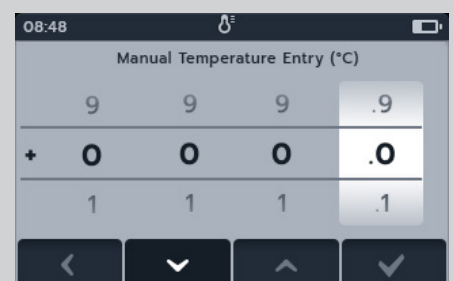 08:48
Manual Temperature Entry (°C)
9 9 9 .9
+ 0 0 0 .0
1 1 1 .1